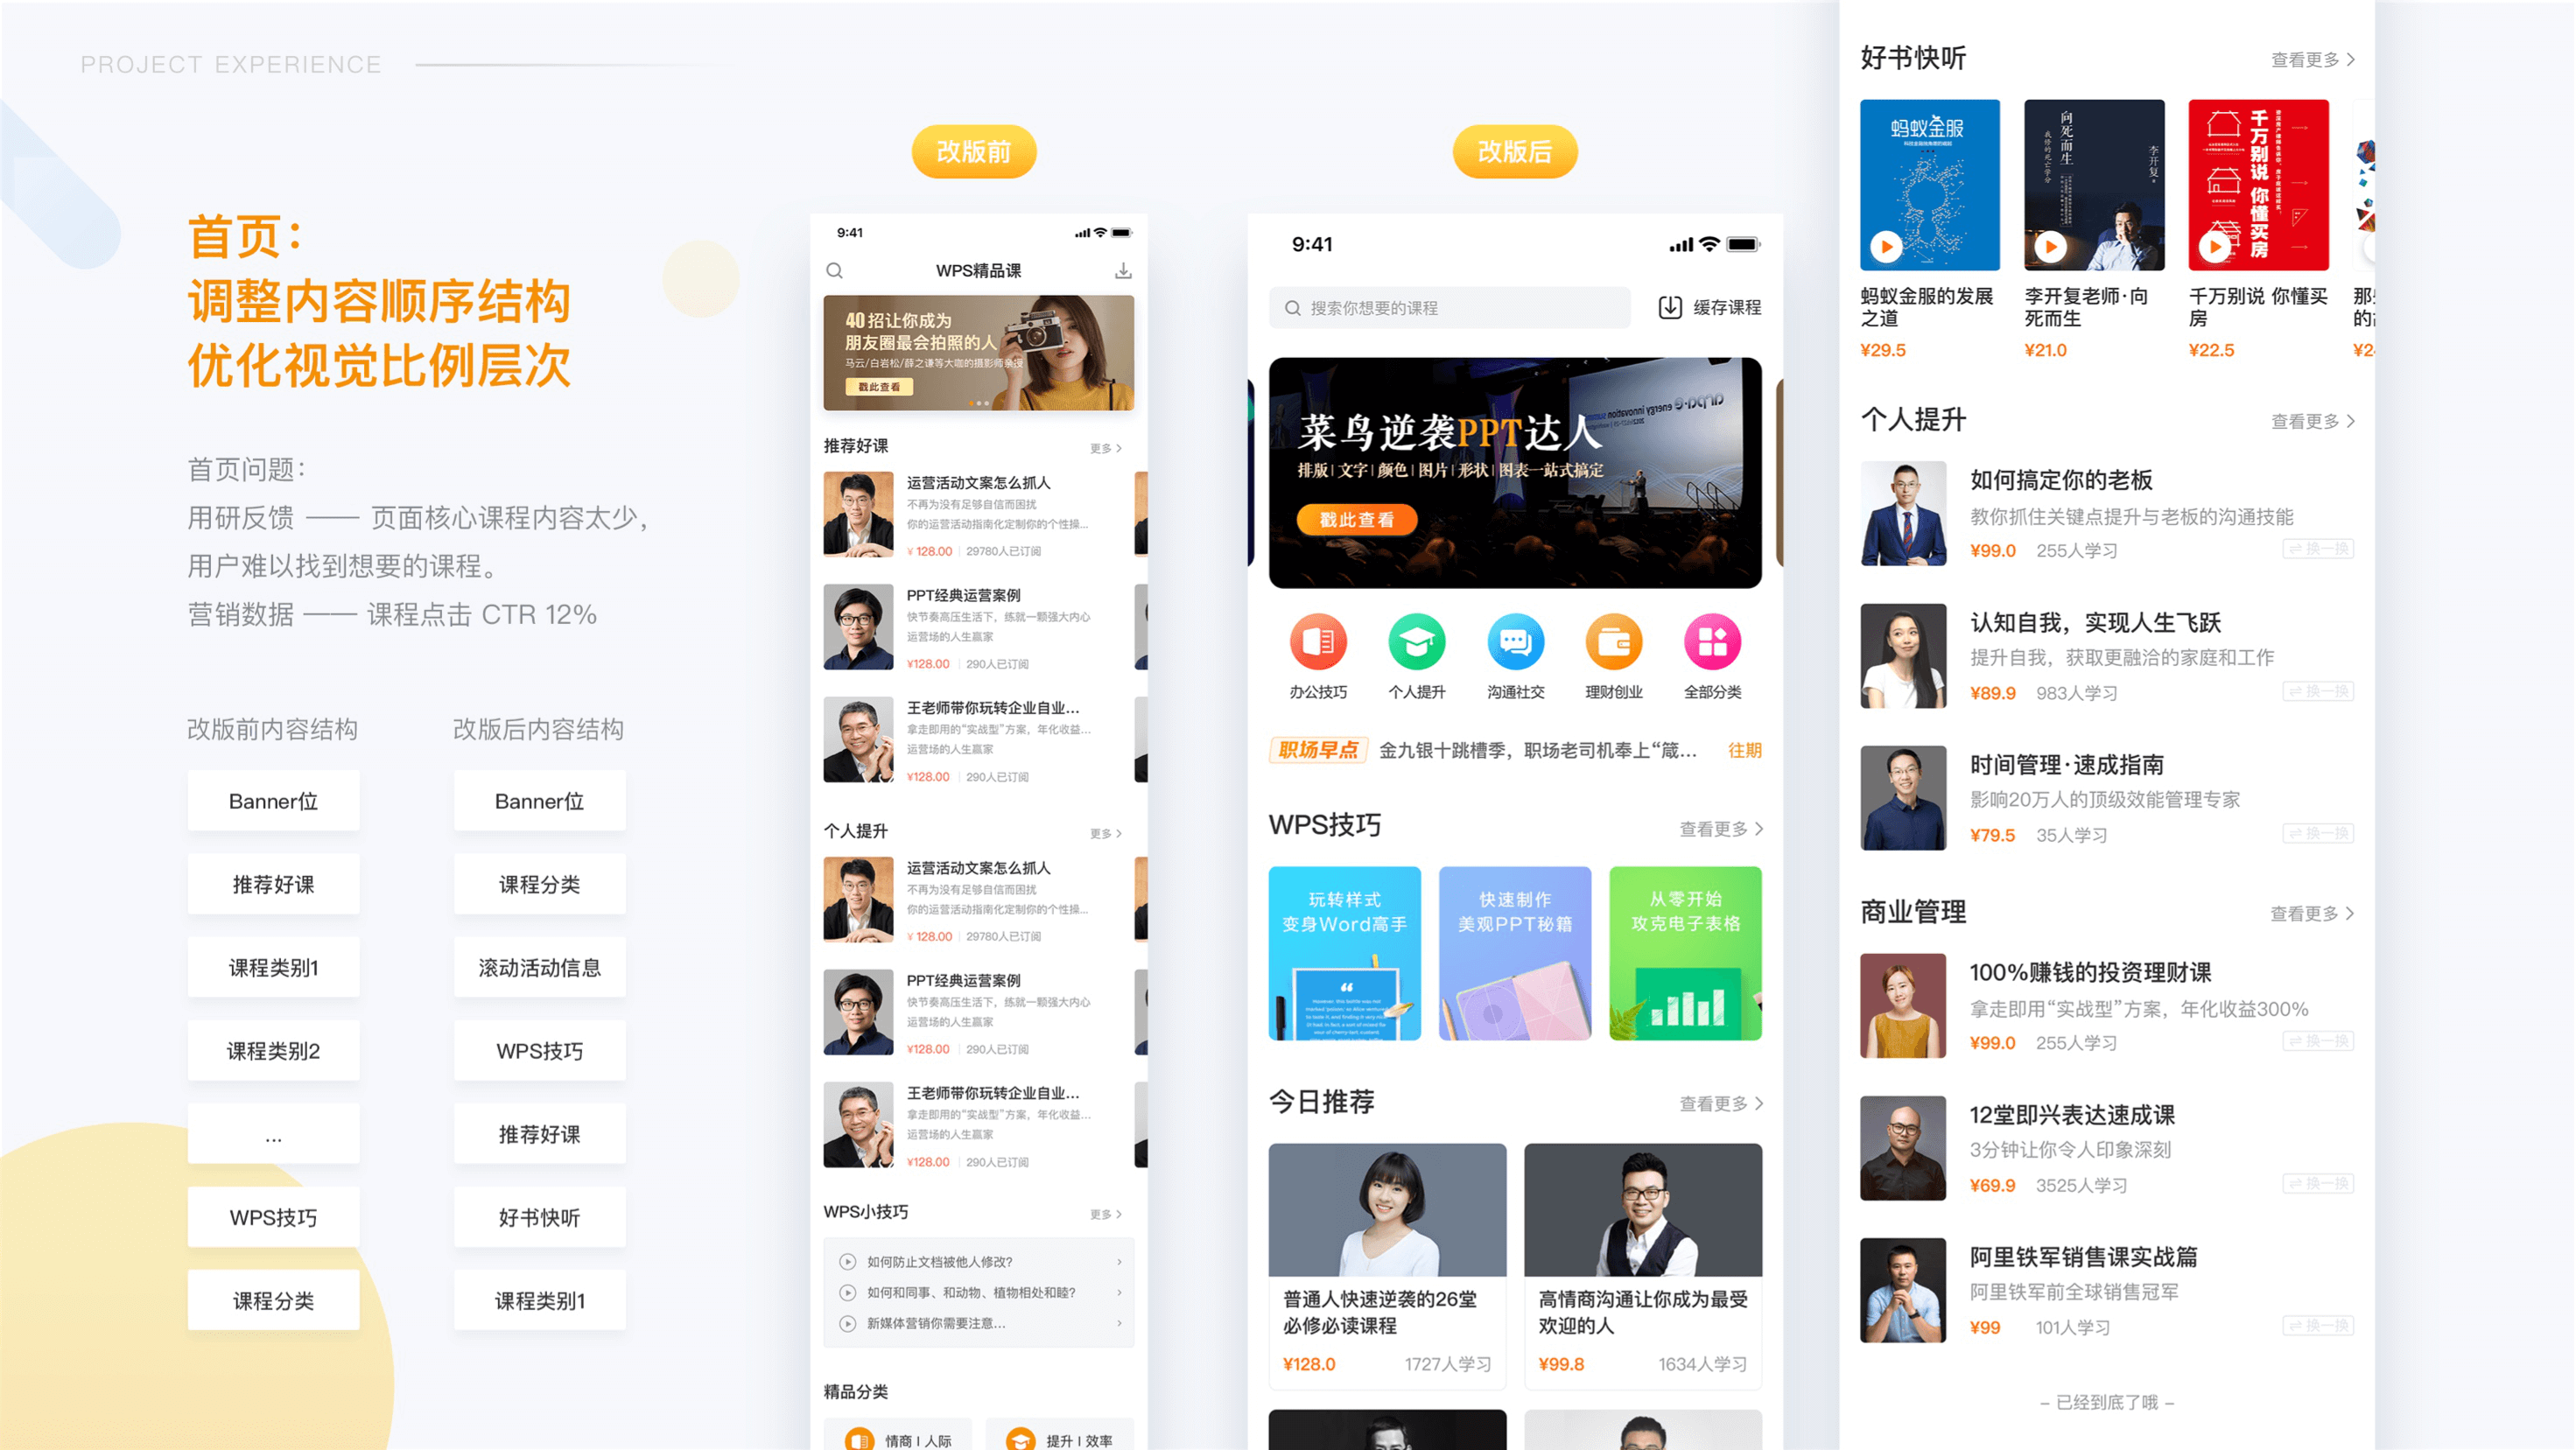 PROJECT EXPERIENCE
首页：
调整内容顺序结构
优化视觉比例层次
首页问题：
用研反馈 —— 页面核心课程内容太少，
用户难以找到想要的课程。
营销数据 —— 课程点击 CTR 12%
改版前内容结构
Banner位
推荐好课
课程类别1
课程类别2
...
WPS技巧
课程分类
改版后内容结构
Banner位
课程分类
滚动活动信息
WPS技巧
推荐好课
好书快听
课程类别1
改版前
9:41
WPS精品课
40招让你成为
朋友圈最会拍照的人
马云/白岩松/薛之谦等大咖的摄影师亲授
戳此查看
推荐好课
更多
运营活动文案怎么抓人
不再为没有足够自信而困扰
你的运营活动指南化定制你的个性操...
¥ 128.00 | 29780人已订阅
PPT经典运营案例
快节奏高压生活下，练就一颗强大内心
运营场的人生赢家
¥128.00 | 290人已订阅
王老师带你玩转企业自业...
拿走即用的“实战型”方案，年化收益...
运营场的人生赢家
¥128.00 | 290人已订阅
个人提升
更多
运营活动文案怎么抓人
不再为没有足够自信而困扰
你的运营活动指南化定制你的个性操...
¥ 128.00 | 29780人已订阅
PPT经典运营案例
快节奏高压生活下，练就一颗强大内心
运营场的人生赢家
¥128.00 | 290人已订阅
王老师带你玩转企业自业...
拿走即用的“实战型”方案，年化收益...
运营场的人生赢家
¥128.00 | 290人已订阅
WPS小技巧
更多
如何防止文档被他人修改?
如何和同事、和动物、植物相处和睦?
新媒体营销你需要注意...
精品分类
情商 | 人际
提升 | 效率
改版后
9:41
搜索你想要的课程
缓存课程
菜鸟逆袭PPT达人
排版 | 文字 | 颜色 | 图片 | 形状 | 图表一站式搞定
戳此查看
办公技巧
个人提升
沟通社交
理财创业
全部分类
职场早点
金九银十跳槽季，职场老司机奉上“箴...
往期
WPS技巧
查看更多
玩转样式
变身Word高手
快速制作
美观PPT秘籍
从零开始
攻克电子表格
今日推荐
查看更多
普通人快速逆袭的26堂
必修必读课程
¥128.0 1727人学习
高情商沟通让你成为最受
欢迎的人
¥99.8 1634人学习
好书快听
查看更多
蚂蚁金服
蚂蚁金服的发展
之道
¥29.5
向死而生
我修的死亡学分
李开复
李开复老师·向
死而生
¥21.0
千万别说 你懂买房
千万别说 你懂买
房
¥22.5
个人提升
查看更多
如何搞定你的老板
教你抓住关键点提升与老板的沟通技能
¥99.0 255人学习
换一换
认知自我，实现人生飞跃
提升自我，获取更融洽的家庭和工作
¥89.9 983人学习
换一换
时间管理·速成指南
影响20万人的顶级效能管理专家
¥79.5 35人学习
换一换
商业管理
查看更多
100%赚钱的投资理财课
拿走即用“实战型”方案，年化收益300%
¥99.0 255人学习
换一换
12堂即兴表达速成课
3分钟让你令人印象深刻
¥69.9 3525人学习
换一换
阿里铁军销售课实战篇
阿里铁军前全球销售冠军
¥99 101人学习
换一换
– 已经到底了哦 –